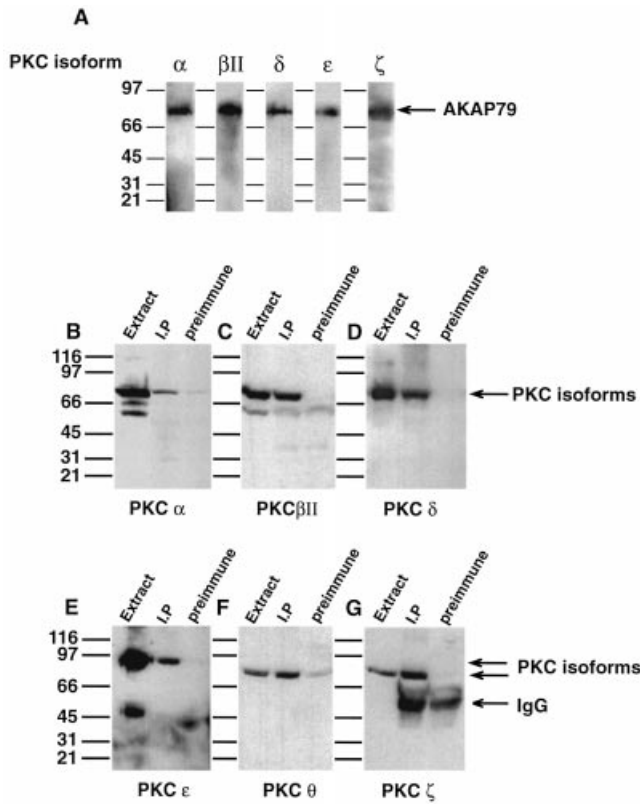 A
PKC isoform α βII δ ε ζ
97
66
45
31
21
AKAP79
B Extract I.P preimmune C Extract I.P preimmune D Extract I.P preimmune
116
97
66
45
31
21
PKC isoforms
PKC α PKCβII PKC δ
E Extract I.P preimmune F Extract I.P preimmune G Extract I.P preimmune
116
97
66
45
31
21
PKC isoforms
IgG
PKC ε PKC θ PKC ζ